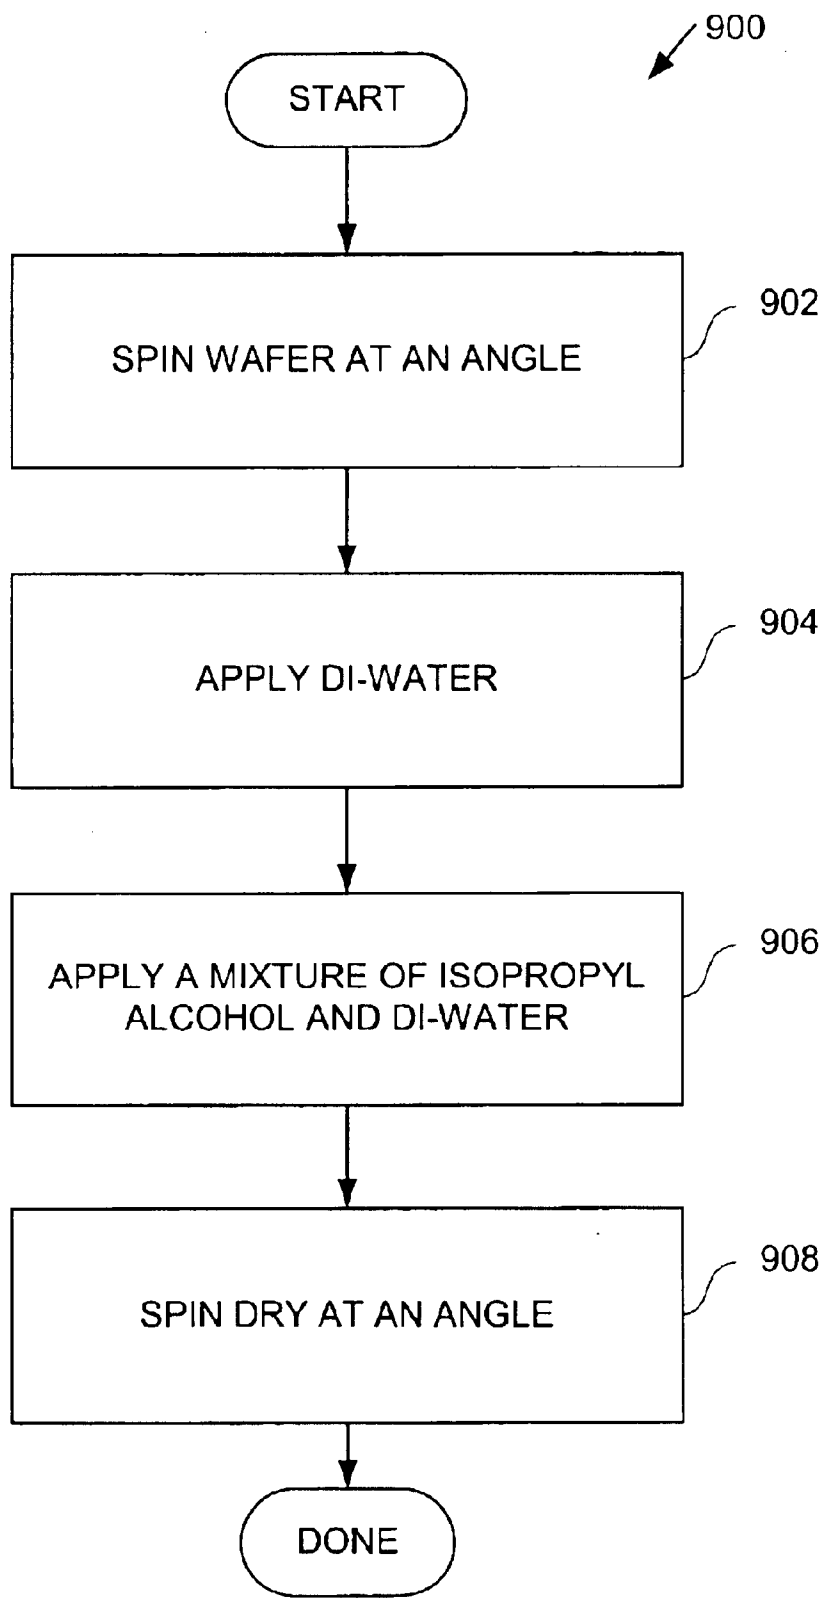 900
START
SPIN WAFER AT AN ANGLE
902
APPLY DI-WATER
904
APPLY A MIXTURE OF ISOPROPYL
ALCOHOL AND DI-WATER
906
SPIN DRY AT AN ANGLE
908
DONE